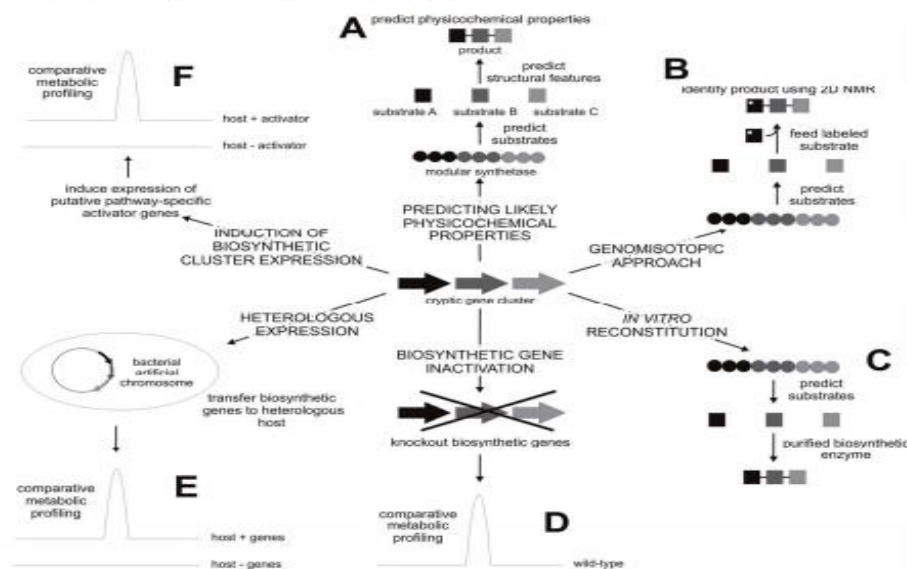 A
predict physicochemical properties
product
predict
structural features
substrate A
substrate B
substrate C
predict
substrates
modular synthetase
PREDICTING LIKELY
PHYSICOCHEMICAL
PROPERTIES
B
identify product using 2D NMR
feed labeled
substrate
predict
substrates
GENOMISOTOPIC
APPROACH
F
comparative
metabolic
profiling
host + activator
host - activator
induce expression of
putative pathway-specific
activator genes
INDUCTION OF
BIOSYNTHETIC
CLUSTER EXPRESSION
cryptic gene cluster
HETEROLOGOUS
EXPRESSION
bacterial
artificial
chromosome
transfer biosynthetic
genes to heterologous
host
E
comparative
metabolic
profiling
host + genes
host - genes
BIOSYNTHETIC GENE
INACTIVATION
knockout biosynthetic genes
D
comparative
metabolic
profiling
wild-type
IN VITRO
RECONSTITUTION
C
predict
substrates
purified biosynthetic
enzyme